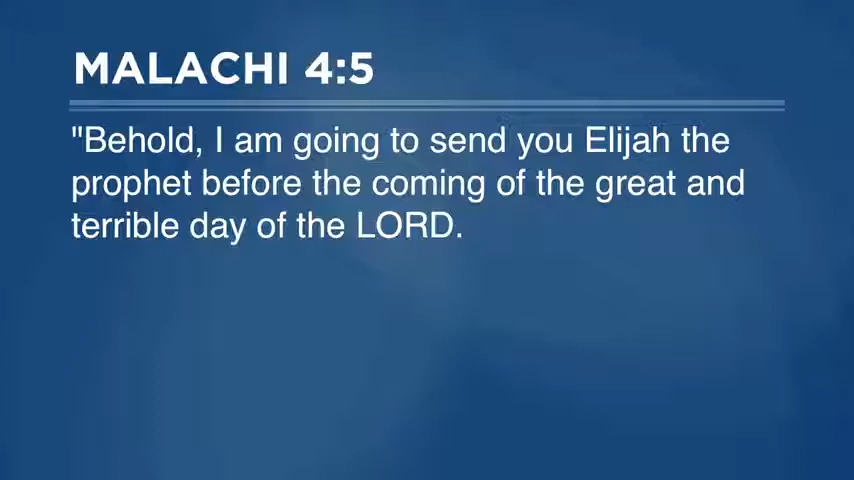 MALACHI 4:5
"Behold, I am going to send you Elijah the
prophet before the coming of the great and
terrible day of the LORD.